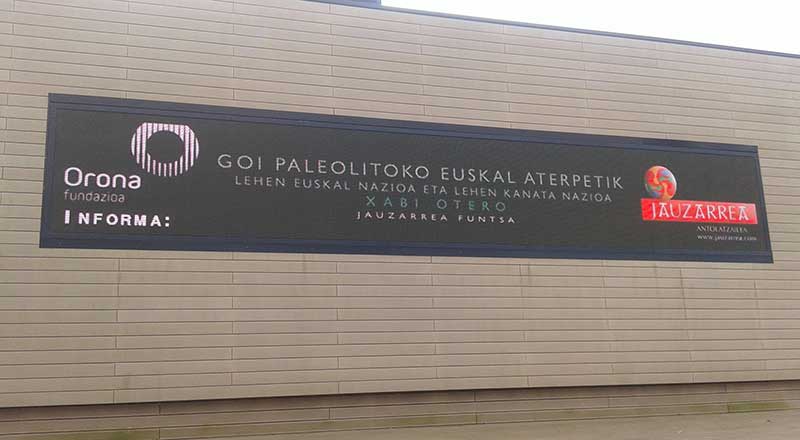 Orona
fundazioa
INFORMA:
GOI PALEOLITOKO EUSKAL ATERPETIK
LEHEN EUSKAL NAZIOA ETA LEHEN KANATA NAZIOA
XABI OTERO
JAUZARREA FUNTSA
JAUZARREA
ANTOLATZAILEA
www.jauzarrea.com